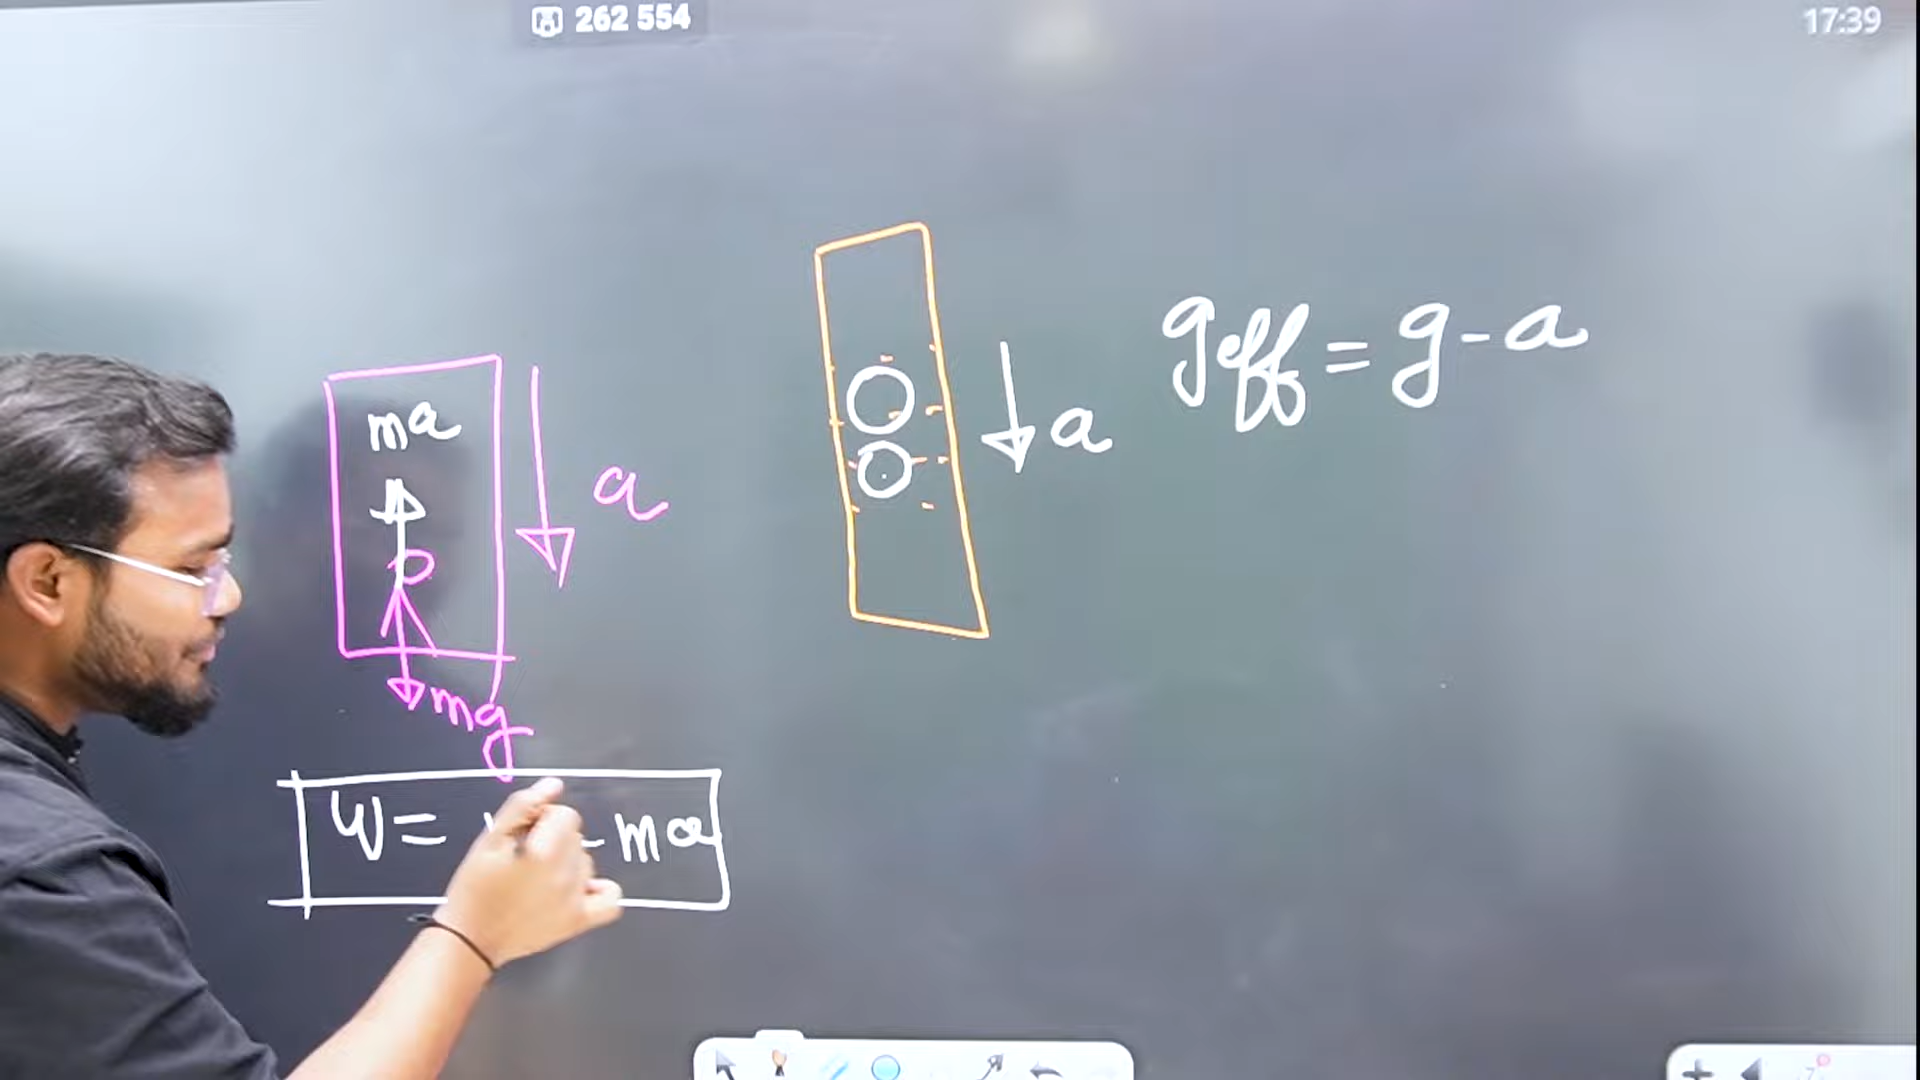 262 554
17:39
ma
a
mg
W = - ma
a
geff = g - a